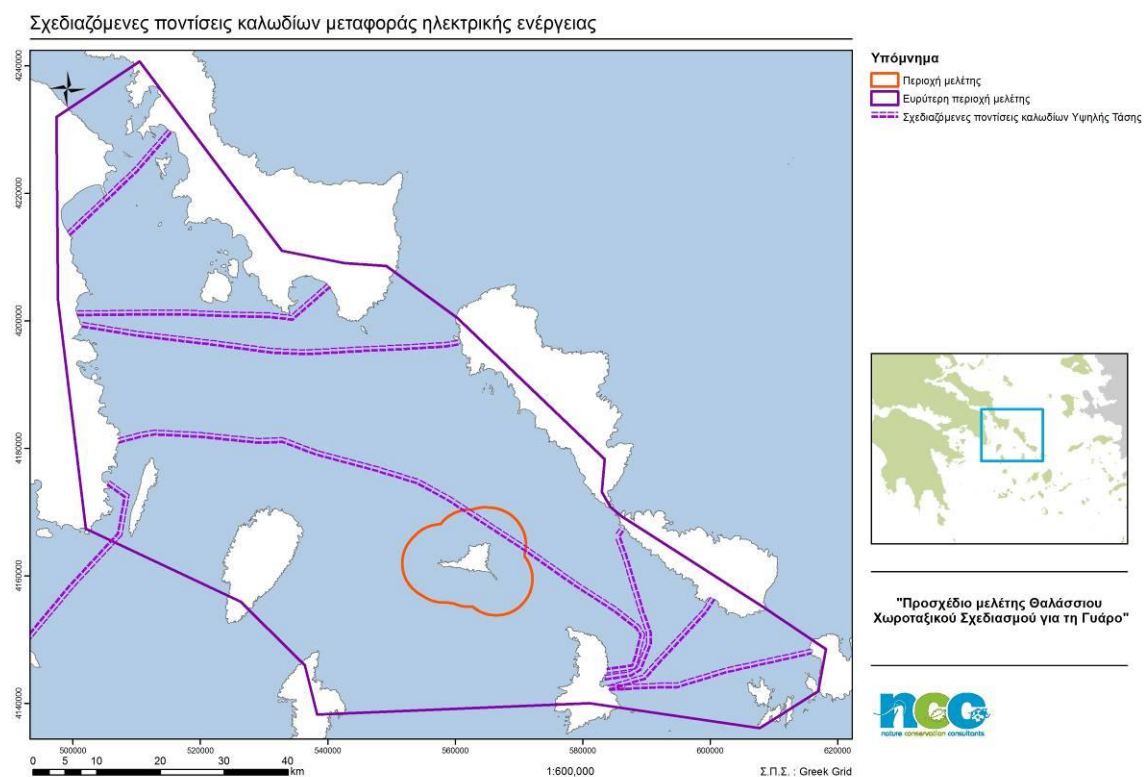 Σχεδιαζόμενες ποντίσεις καλωδίων μεταφοράς ηλεκτρικής ενέργειας
4240000
4220000
4200000
4180000
4160000
4140000
500000 520000 540000 560000 580000 600000 620000
0 5 10 20 30 40
km
1:600,000
Σ.Π.Σ. : Greek Grid
Υπόμνημα
Περιοχή μελέτης
Ευρύτερη περιοχή μελέτης
Σχεδιαζόμενες ποντίσεις καλωδίων Υψηλής Τάσης
"Προσχέδιο μελέτης Θαλάσσιου
Χωροταξικού Σχεδιασμού για τη Γυάρο"
ncc
nature conservation consultants